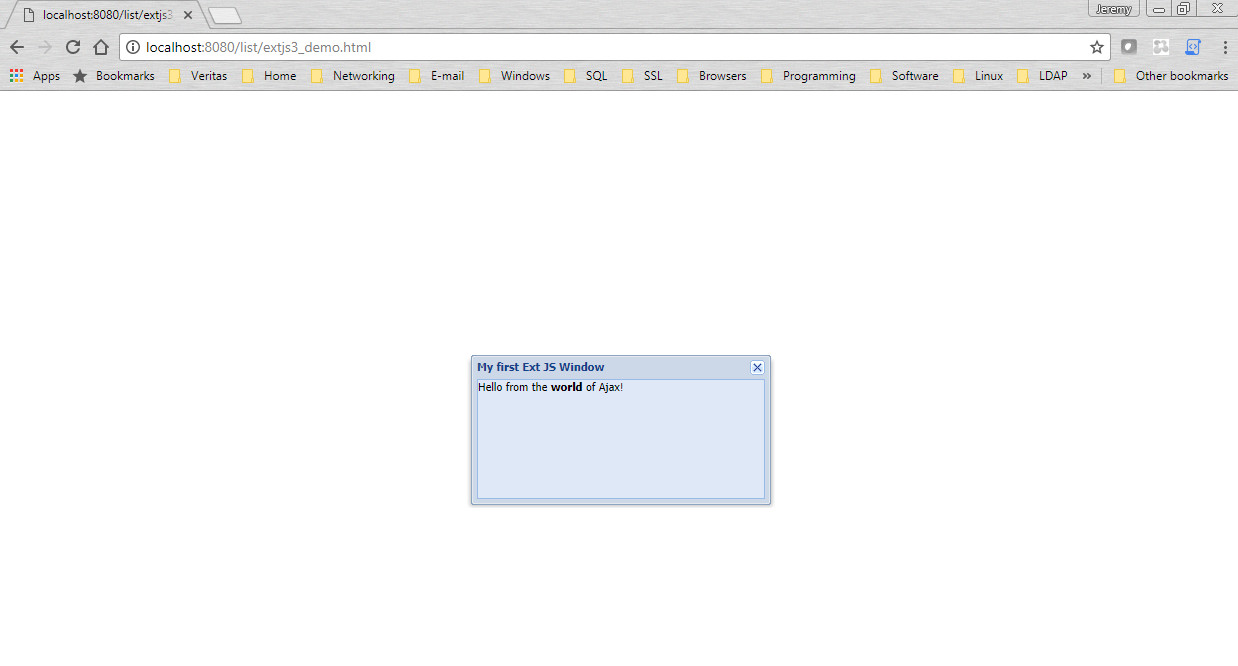 localhost:8080/list/extjs3
Jeremy
localhost:8080/list/extjs3_demo.html
Apps Bookmarks Veritas Home Networking E-mail Windows SQL SSL Browsers Programming Software Linux LDAP » Other bookmarks
My first Ext JS Window
Hello from the world of Ajax!